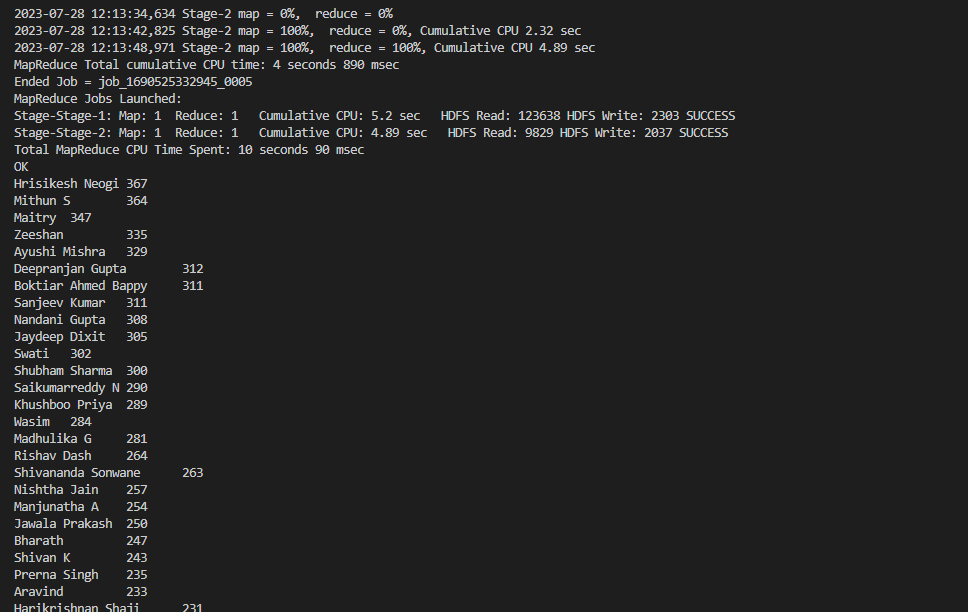 2023-07-28 12:13:34,634 Stage-2 map = 0%,  reduce = 0%
2023-07-28 12:13:42,825 Stage-2 map = 100%,  reduce = 0%, Cumulative CPU 2.32 sec
2023-07-28 12:13:48,971 Stage-2 map = 100%,  reduce = 100%, Cumulative CPU 4.89 sec
MapReduce Total cumulative CPU time: 4 seconds 890 msec
Ended Job = job_1690525332945_0005
MapReduce Jobs Launched:
Stage-Stage-1: Map: 1  Reduce: 1   Cumulative CPU: 5.2 sec   HDFS Read: 123638 HDFS Write: 2303 SUCCESS
Stage-Stage-2: Map: 1  Reduce: 1   Cumulative CPU: 4.89 sec   HDFS Read: 9829 HDFS Write: 2037 SUCCESS
Total MapReduce CPU Time Spent: 10 seconds 90 msec
OK
Hrisikesh Neogi 367
Mithun S        364
Maitry  347
Zeeshan         335
Ayushi Mishra   329
Deepranjan Gupta        312
Boktiar Ahmed Bappy     311
Sanjeev Kumar   311
Nandani Gupta   308
Jaydeep Dixit   305
Swati   302
Shubham Sharma  300
Saikumarreddy N 290
Khushboo Priya  289
Wasim   284
Madhulika G     281
Rishav Dash     264
Shivananda Sonwane      263
Nishtha Jain    257
Manjunatha A    254
Jawala Prakash  250
Bharath         247
Shivan K        243
Prerna Singh    235
Aravind         233
Harikrishnan Shaji      231